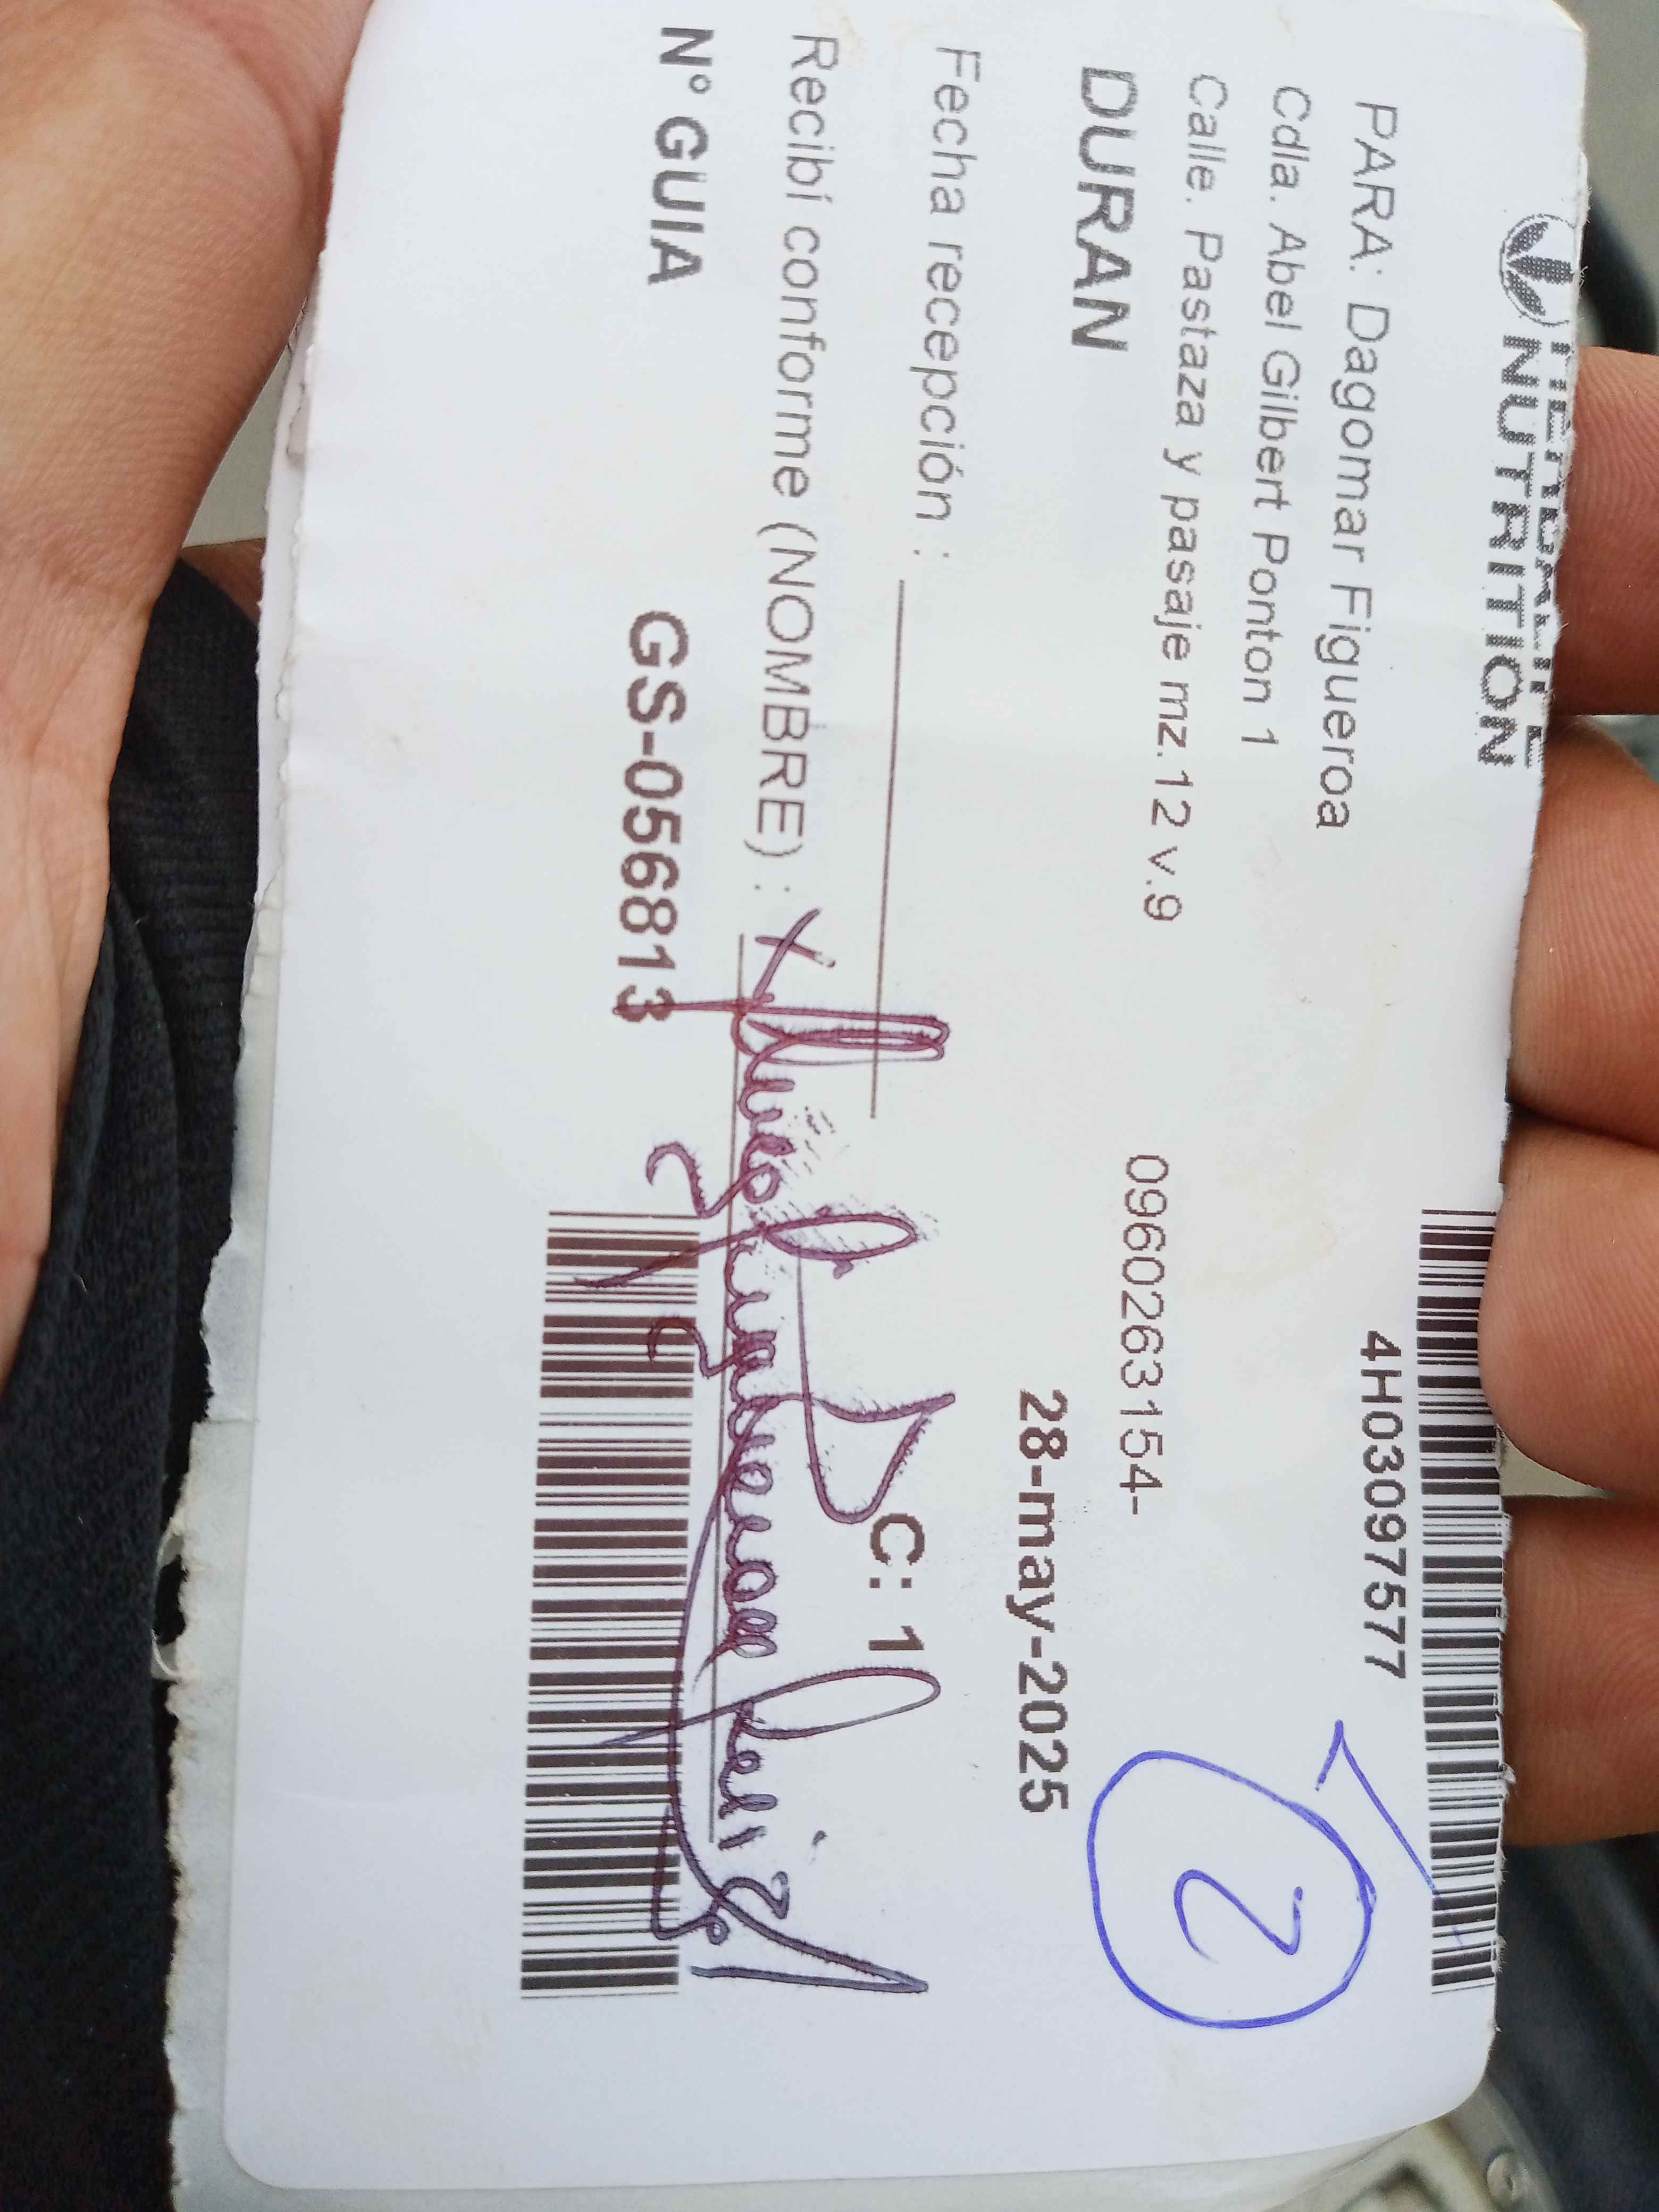 HERBALIFE
NUTRITION
4H03097577
PARA: Dagomar Figueroa
Cdla. Abel Gilbert Ponton 1
Calle. Pastaza y pasaje mz.12 v.9
0960263154-
2
DURAN
28-may-2025
Fecha recepción :
C: 1
Recibí conforme (NOMBRE) : X
N° GUIA GS-056813